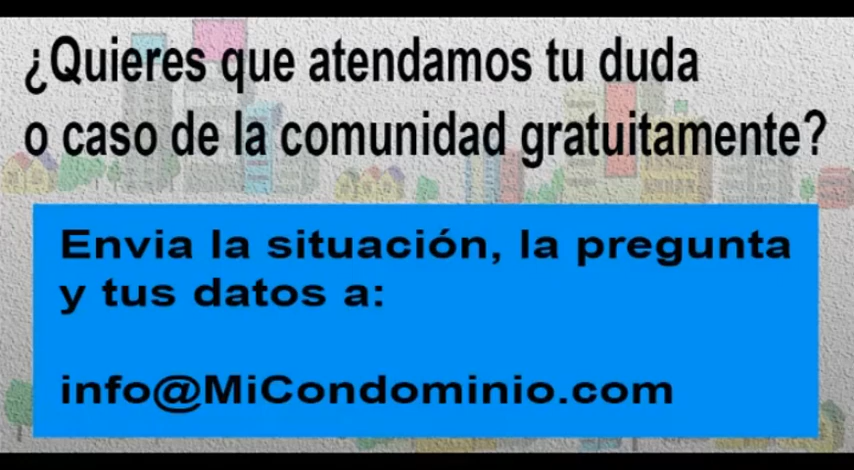 ¿Quieres que atendamos tu duda
o caso de la comunidad gratuitamente?
Envia la situación, la pregunta
y tus datos a:
info@MiCondominio.com